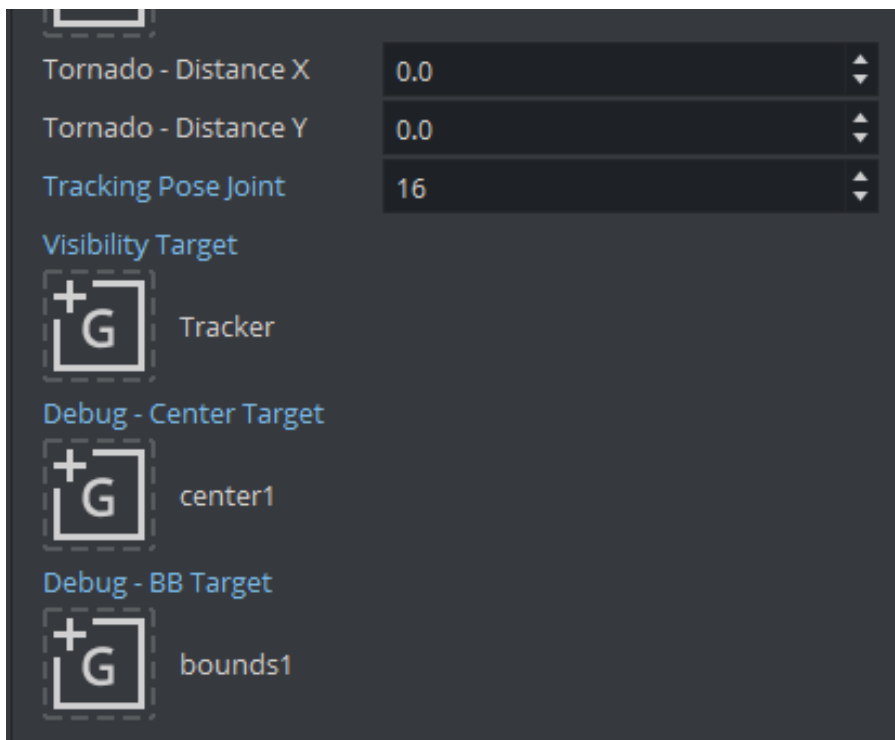 Tornado - Distance X 0.0
Tornado - Distance Y 0.0
Tracking Pose Joint 16
Visibility Target
G Tracker
Debug - Center Target
G center1
Debug - BB Target
G bounds1